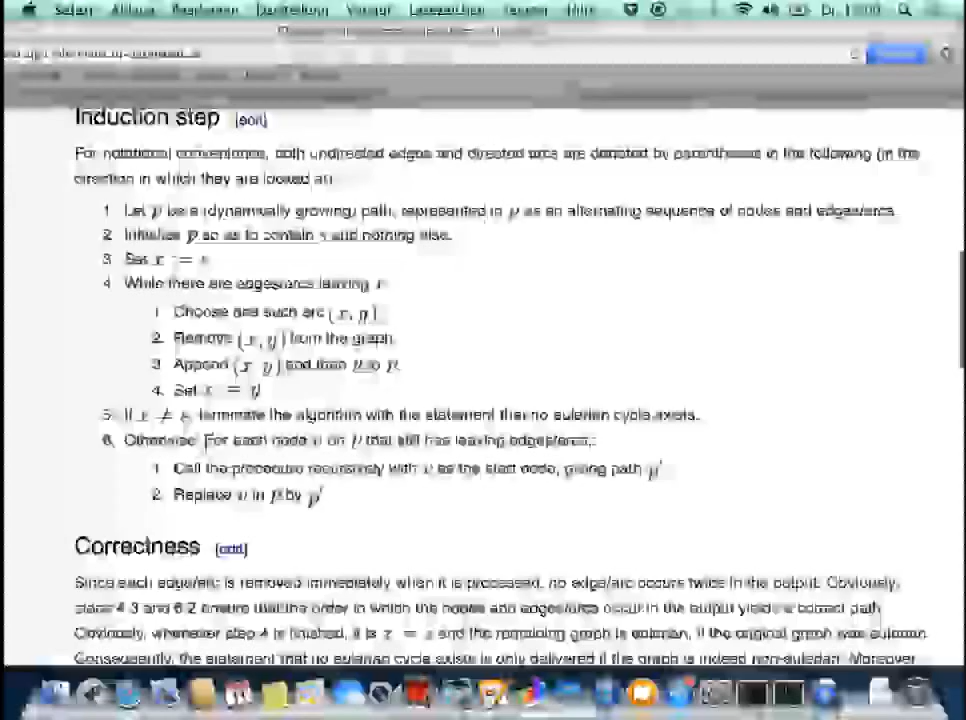 Induction step [edit]
For notational convenience, both undirected edges and directed arcs are denoted by parentheses in the following (in the
direction in which they are looked at)
1. Let p be a (dynamically growing) path, represented in p as an alternating sequence of nodes and edges/arcs.
2. Initialize p so as to contain s and nothing else.
3. Set x := s
4. While there are edges/arcs leaving x
1. Choose one such arc (x, y)
2. Remove (x, y) from the graph.
3. Append (x, y) and then y to p.
4. Set x := y
5. If x ≠ s, terminate the algorithm with the statement that no eulerian cycle exists.
6. Otherwise: For each node v on p that still has leaving edges/arcs:
1. Call the procedure recursively with v as the start node, giving path p'
2. Replace v in p by p'
Correctness [edit]
Since each edge/arc is removed immediately when it is processed, no edge/arc occurs twice in the output. Obviously,
steps 4.3 and 6.2 ensure that the order in which the nodes and edges/arcs occur in the output yields a correct path.
Obviously, whenever step 4 is finished, it is x = s and the remaining graph is eulerian, if the original graph was eulerian.
Consequently, the statement that no eulerian cycle exists is only delivered if the graph is indeed non-eulerian. Moreover